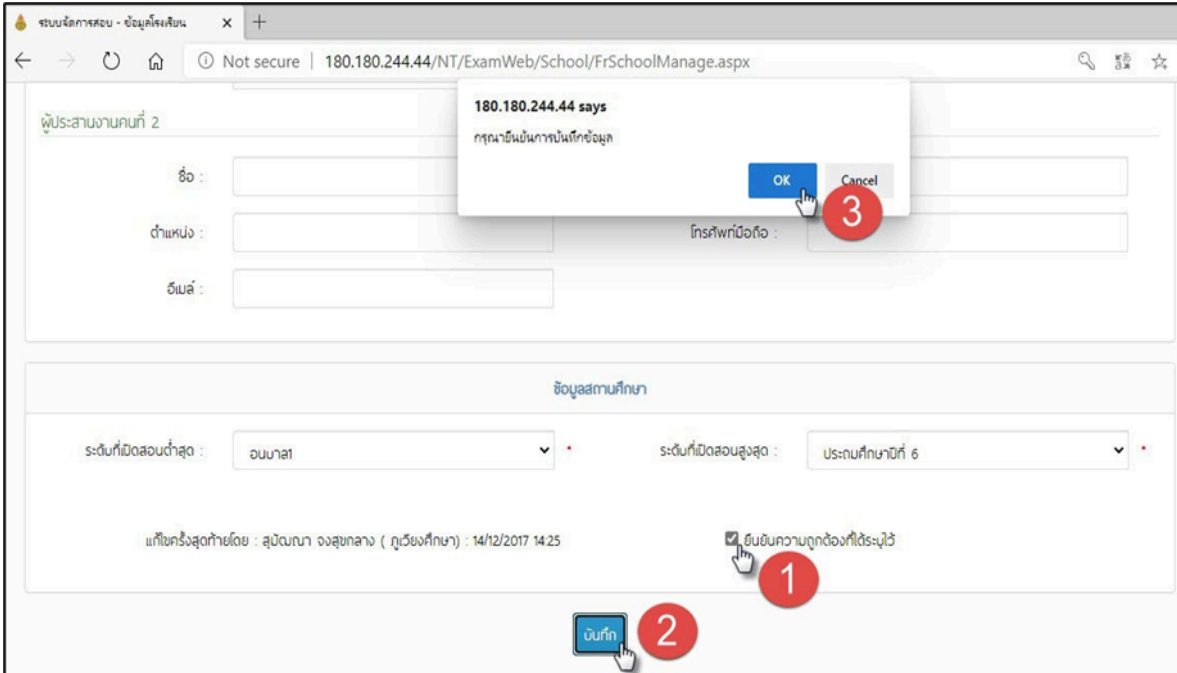 ระบบจัดการสอบ - ข้อมูลโรงเรียน
Not secure | 180.180.244.44/NT/ExamWeb/School/FrSchoolManage.aspx
180.180.244.44 says
กรุณายืนยันการบันทึกข้อมูล
OK Cancel
3
ผู้ประสานงานคนที่ 2
ชื่อ :
ตำแหน่ง :
โทรศัพท์มือถือ :
อีเมล์ :
ข้อมูลสถานศึกษา
ระดับที่เปิดสอนต่ำสุด : อนุบาล1 * ระดับที่เปิดสอนสูงสุด : ประถมศึกษาปีที่ 6 *
แก้ไขครั้งสุดท้ายโดย : สุปัฒณา จงสุขกลาง ( ภูเวียงศึกษา) : 14/12/2017 14:25
ยืนยันความถูกต้องที่ได้ระบุไว้
1
บันทึก 2